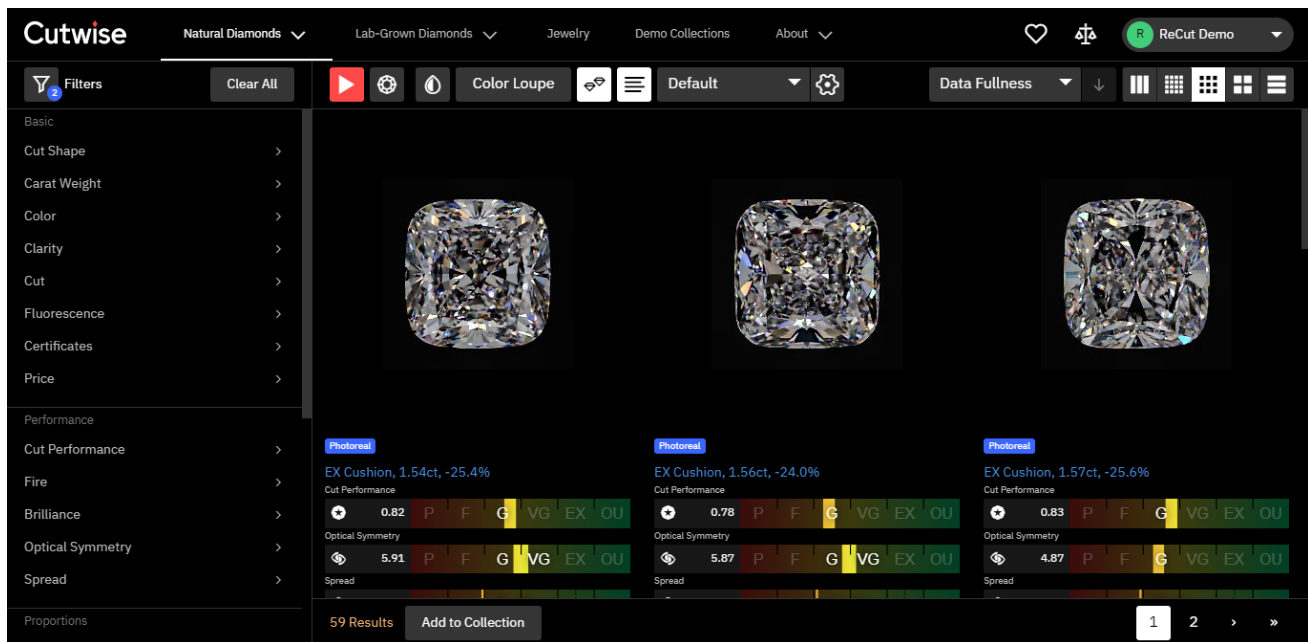 Cutwise
Natural Diamonds
Lab-Grown Diamonds
Jewelry
Demo Collections
About
R
ReCut Demo
2
Filters
Clear All
Color Loupe
Default
Data Fullness
Basic
Cut Shape
Carat Weight
Color
Clarity
Cut
Fluorescence
Certificates
Price
Performance
Cut Performance
Fire
Brilliance
Optical Symmetry
Spread
Proportions
Photoreal
EX Cushion, 1.54ct, -25.4%
Cut Performance
0.82 P F G VG EX OU
Optical Symmetry
5.91 P F G VG EX OU
Spread
Photoreal
EX Cushion, 1.56ct, -24.0%
Cut Performance
0.78 P F G VG EX OU
Optical Symmetry
5.87 P F G VG EX OU
Spread
Photoreal
EX Cushion, 1.57ct, -25.6%
Cut Performance
0.83 P F G VG EX OU
Optical Symmetry
4.87 P F G VG EX OU
Spread
59 Results
Add to Collection
1 2 › »